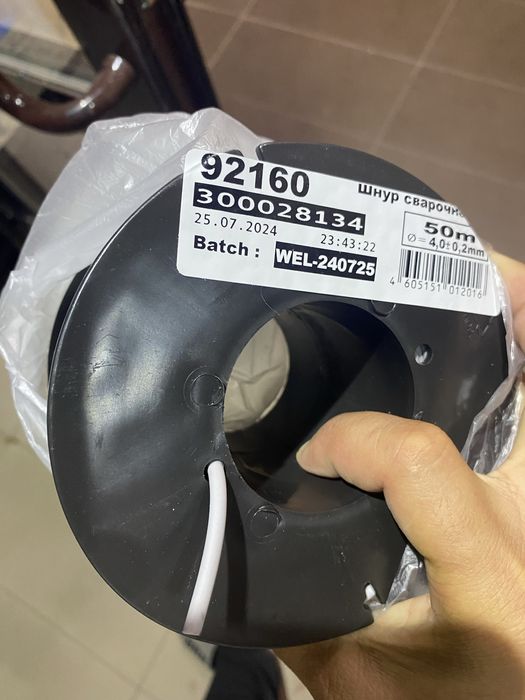 92160
Шнур сварочн
300028134
50m
25.07.2024 23:43:22
Ø = 4,0±0,2mm
Batch : WEL-240725
4 605151 012016